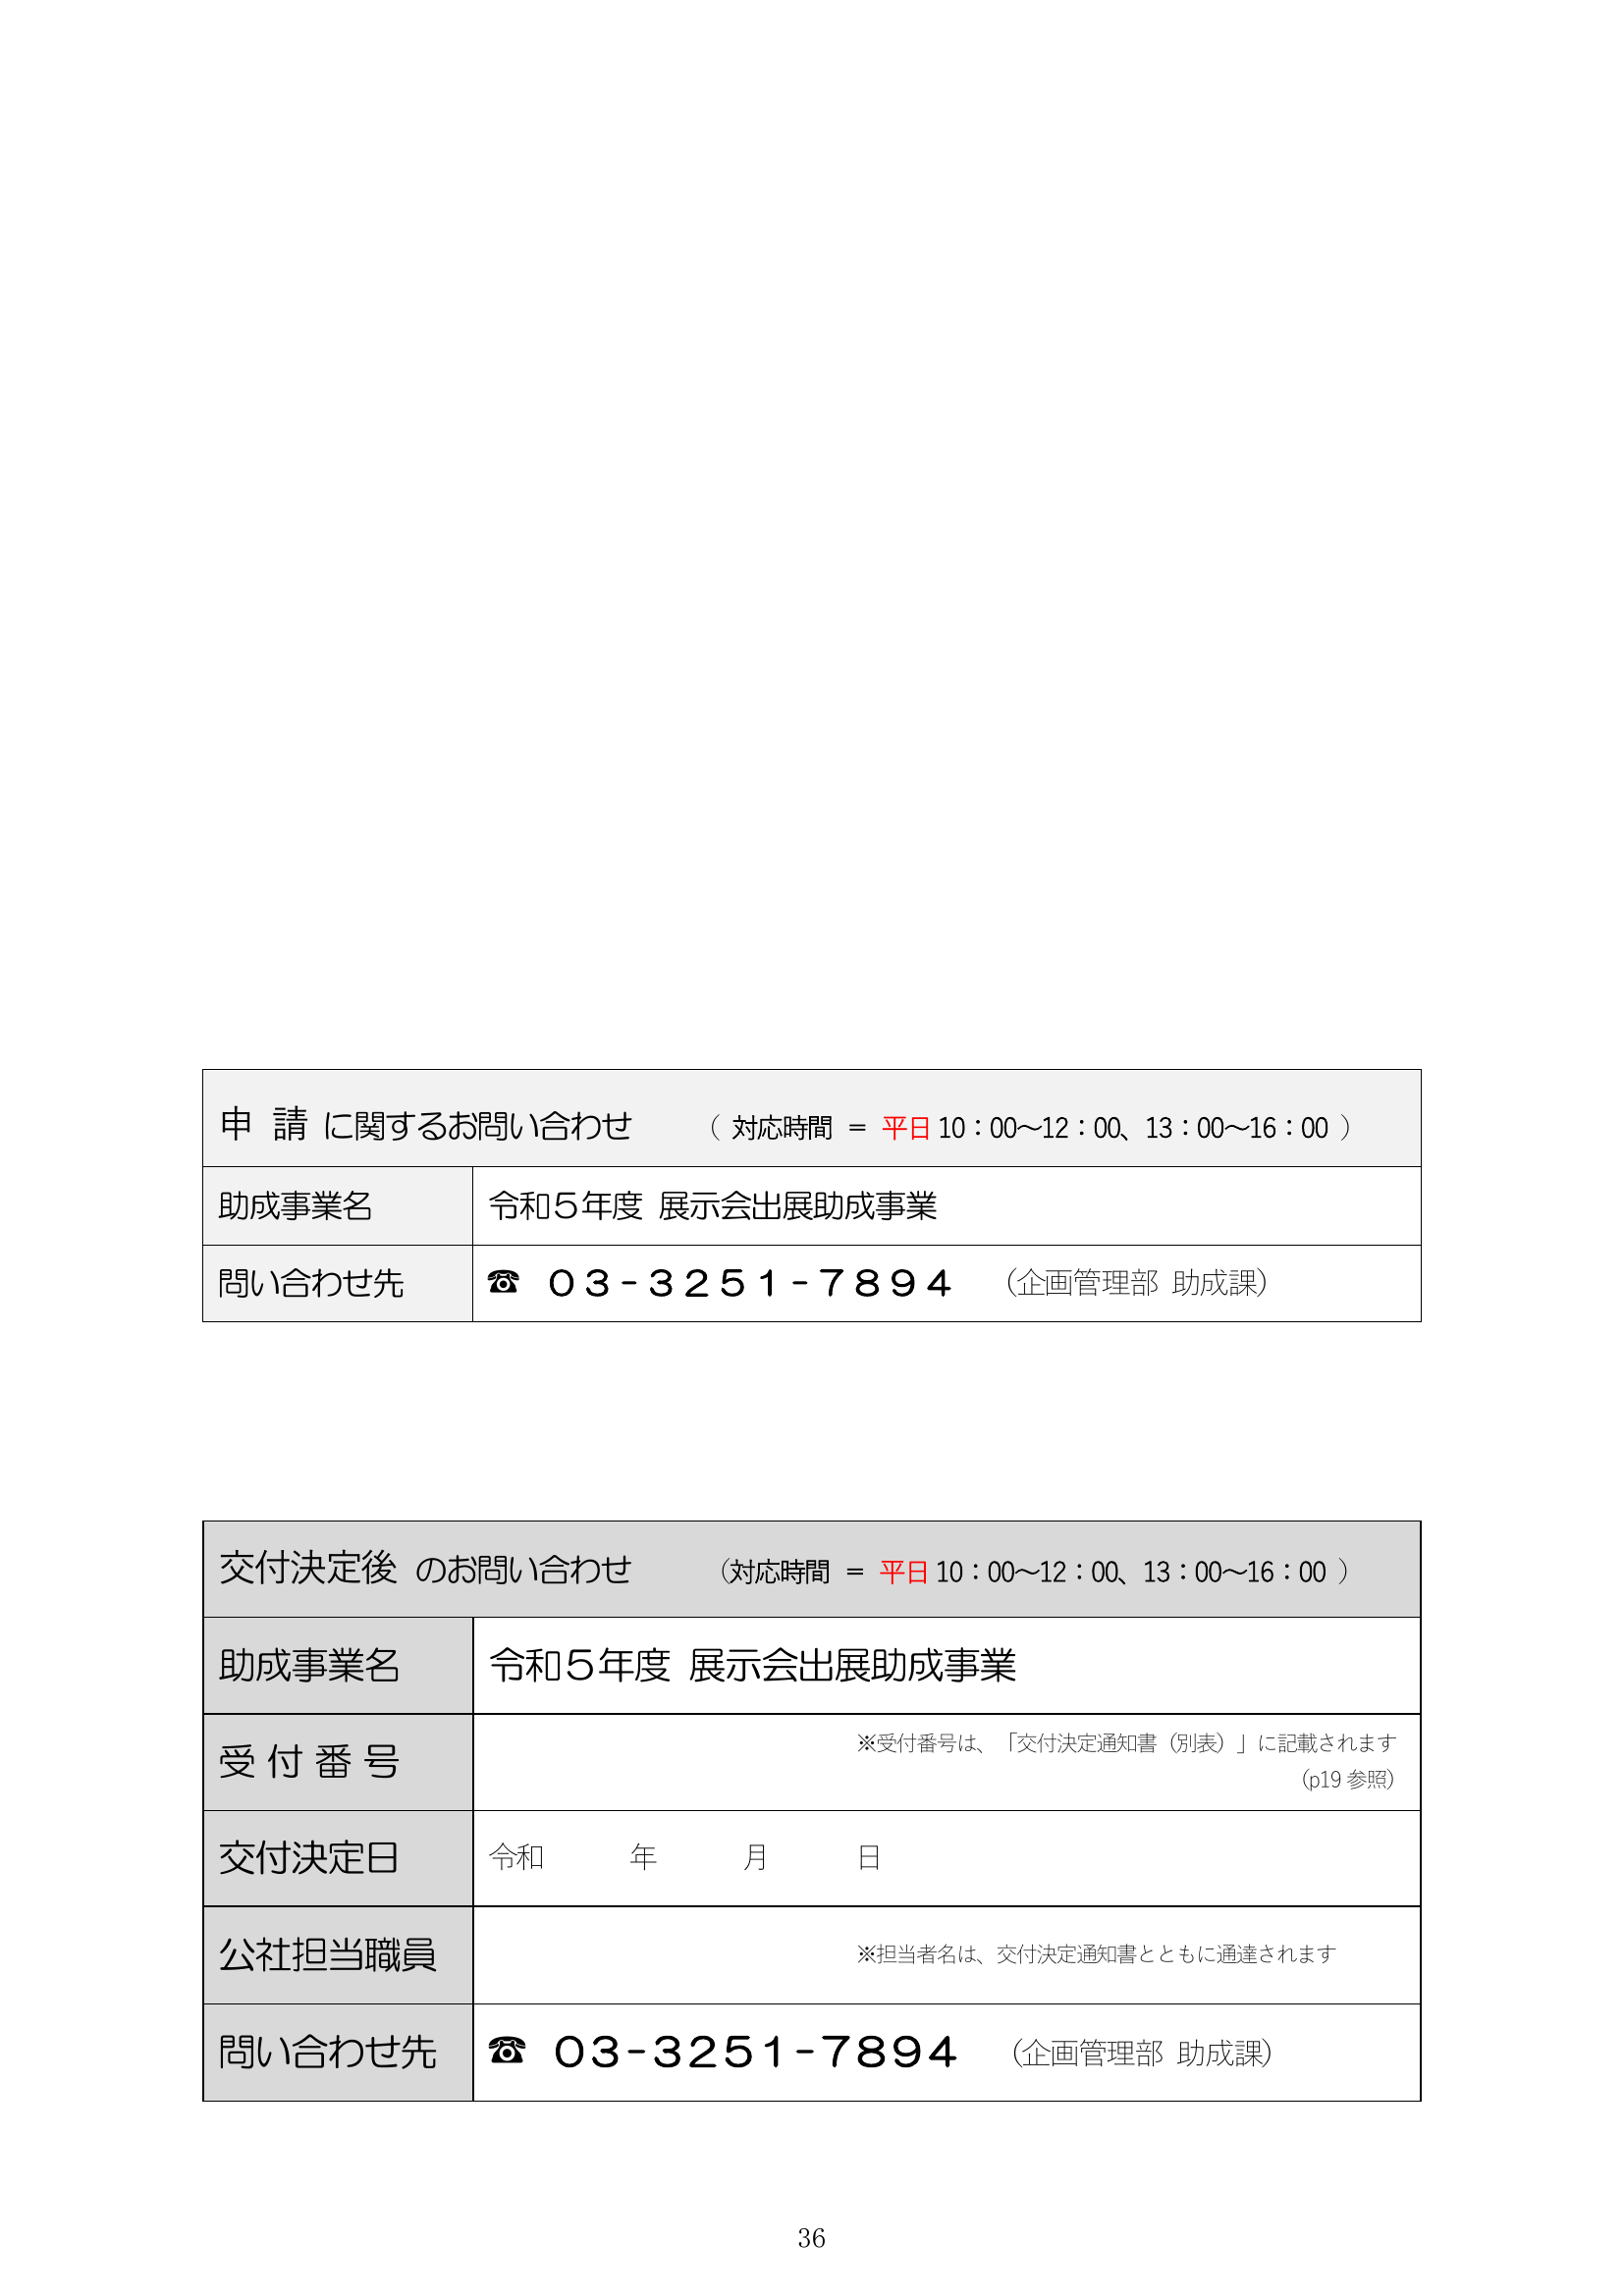 申 請 に関するお問い合わせ （ 対応時間 ＝ 平日 10：00～12：00、13：00～16：00 ）
助成事業名 令和５年度 展示会出展助成事業
問い合わせ先 ☎ ０３-３２５１-７８９４ （企画管理部 助成課）
交付決定後 のお問い合わせ （対応時間 ＝ 平日 10：00～12：00、13：00～16：00 ）
助成事業名 令和５年度 展示会出展助成事業
受 付 番 号 ※受付番号は、「交付決定通知書（別表）」に記載されます
（p19 参照）
交付決定日 令和 年 月 日
公社担当職員 ※担当者名は、交付決定通知書とともに通達されます
問い合わせ先 ☎ ０３-３２５１-７８９４ （企画管理部 助成課）
36